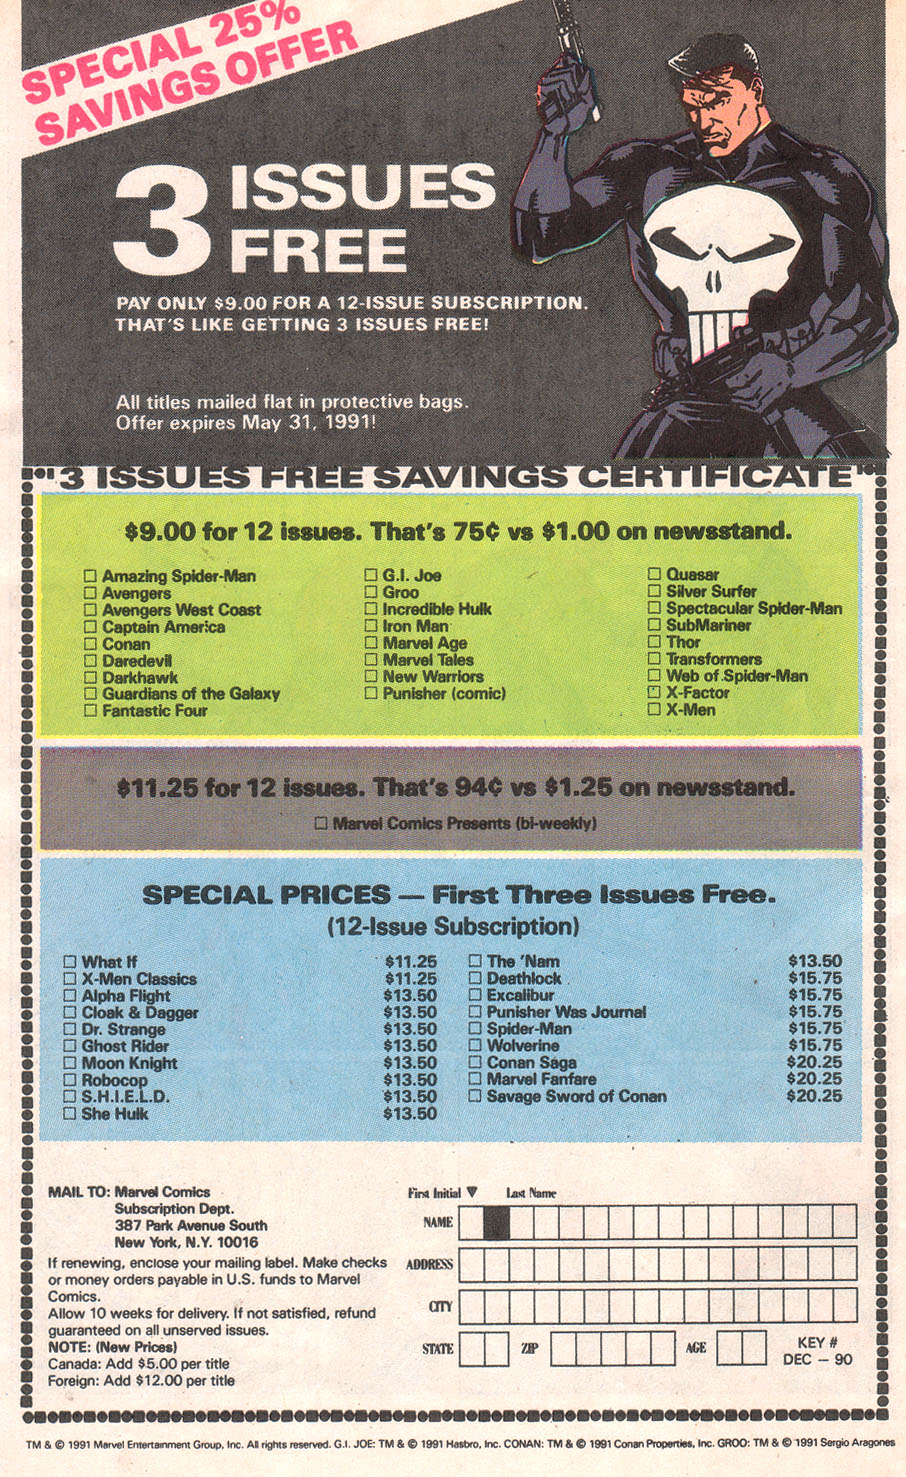 SPECIAL 25%
SAVINGS OFFER
3 ISSUES
FREE
PAY ONLY $9.00 FOR A 12-ISSUE SUBSCRIPTION.
THAT'S LIKE GETTING 3 ISSUES FREE!
All titles mailed flat in protective bags.
Offer expires May 31, 1991!
"3 ISSUES FREE SAVINGS CERTIFICATE"
$9.00 for 12 issues. That's 75¢ vs $1.00 on newsstand.
☐ Amazing Spider-Man
☐ Avengers
☐ Avengers West Coast
☐ Captain America
☐ Conan
☐ Daredevil
☐ Darkhawk
☐ Guardians of the Galaxy
☐ Fantastic Four
☐ G.I. Joe
☐ Groo
☐ Incredible Hulk
☐ Iron Man
☐ Marvel Age
☐ Marvel Tales
☐ New Warriors
☐ Punisher (comic)
☐ Quasar
☐ Silver Surfer
☐ Spectacular Spider-Man
☐ SubMariner
☐ Thor
☐ Transformers
☐ Web of Spider-Man
☐ X-Factor
☐ X-Men
$11.25 for 12 issues. That's 94¢ vs $1.25 on newsstand.
☐ Marvel Comics Presents (bi-weekly)
SPECIAL PRICES — First Three Issues Free.
(12-Issue Subscription)
☐ What If $11.25
☐ X-Men Classics $11.25
☐ Alpha Flight $13.50
☐ Cloak & Dagger $13.50
☐ Dr. Strange $13.50
☐ Ghost Rider $13.50
☐ Moon Knight $13.50
☐ Robocop $13.50
☐ S.H.I.E.L.D. $13.50
☐ She Hulk $13.50
☐ The 'Nam $13.50
☐ Deathlock $15.75
☐ Excalibur $15.75
☐ Punisher Was Journal $15.75
☐ Spider-Man $15.75
☐ Wolverine $15.75
☐ Conan Saga $20.25
☐ Marvel Fanfare $20.25
☐ Savage Sword of Conan $20.25
MAIL TO: Marvel Comics
Subscription Dept.
387 Park Avenue South
New York, N.Y. 10016
If renewing, enclose your mailing label. Make checks
or money orders payable in U.S. funds to Marvel
Comics.
Allow 10 weeks for delivery. If not satisfied, refund
guaranteed on all unserved issues.
NOTE: (New Prices)
Canada: Add $5.00 per title
Foreign: Add $12.00 per title
First Initial ▼ Last Name
NAME
ADDRESS
CITY
STATE ZIP AGE
KEY #
DEC – 90
TM & © 1991 Marvel Entertainment Group, Inc. All rights reserved. G.I. JOE: TM & © 1991 Hasbro, Inc. CONAN: TM & © 1991 Conan Properties, Inc. GROO: TM & © 1991 Sergio Aragones